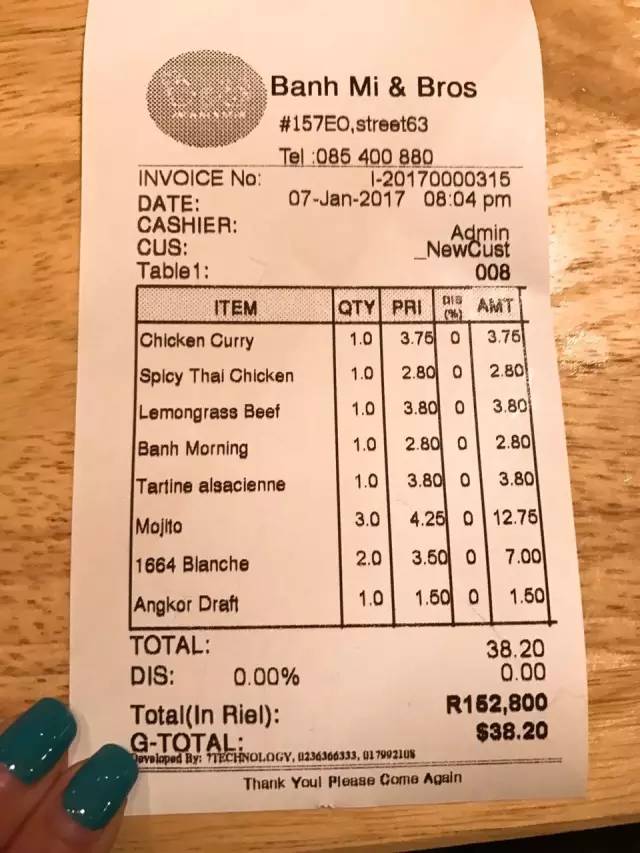 Banh Mi & Bros
#157EO,street63
Tel :085 400 880
INVOICE No: I-20170000315
DATE: 07-Jan-2017 08:04 pm
CASHIER: Admin
CUS: _NewCust
Table1: 008
ITEM QTY PRI DIS (%) AMT
Chicken Curry 1.0 3.75 0 3.75
Spicy Thai Chicken 1.0 2.80 0 2.80
Lemongrass Beef 1.0 3.80 0 3.80
Banh Morning 1.0 2.80 0 2.80
Tartine alsacienne 1.0 3.80 0 3.80
Mojito 3.0 4.25 0 12.75
1664 Blanche 2.0 3.50 0 7.00
Angkor Draft 1.0 1.50 0 1.50
TOTAL: 38.20
DIS: 0.00% 0.00
Total(In Riel): R152,800
G-TOTAL: $38.20
Developed By: 7TECHNOLOGY, 0236366333, 017992108
Thank You! Please Come Again